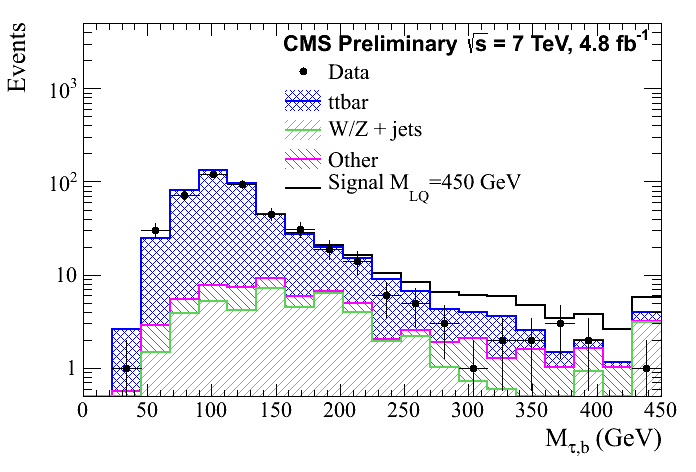 CMS Preliminary √s = 7 TeV, 4.8 fb⁻¹
Data
ttbar
W/Z + jets
Other
Signal M_LQ=450 GeV
Events
10³
10²
10
1
0 50 100 150 200 250 300 350 400 450
M_τ,b (GeV)